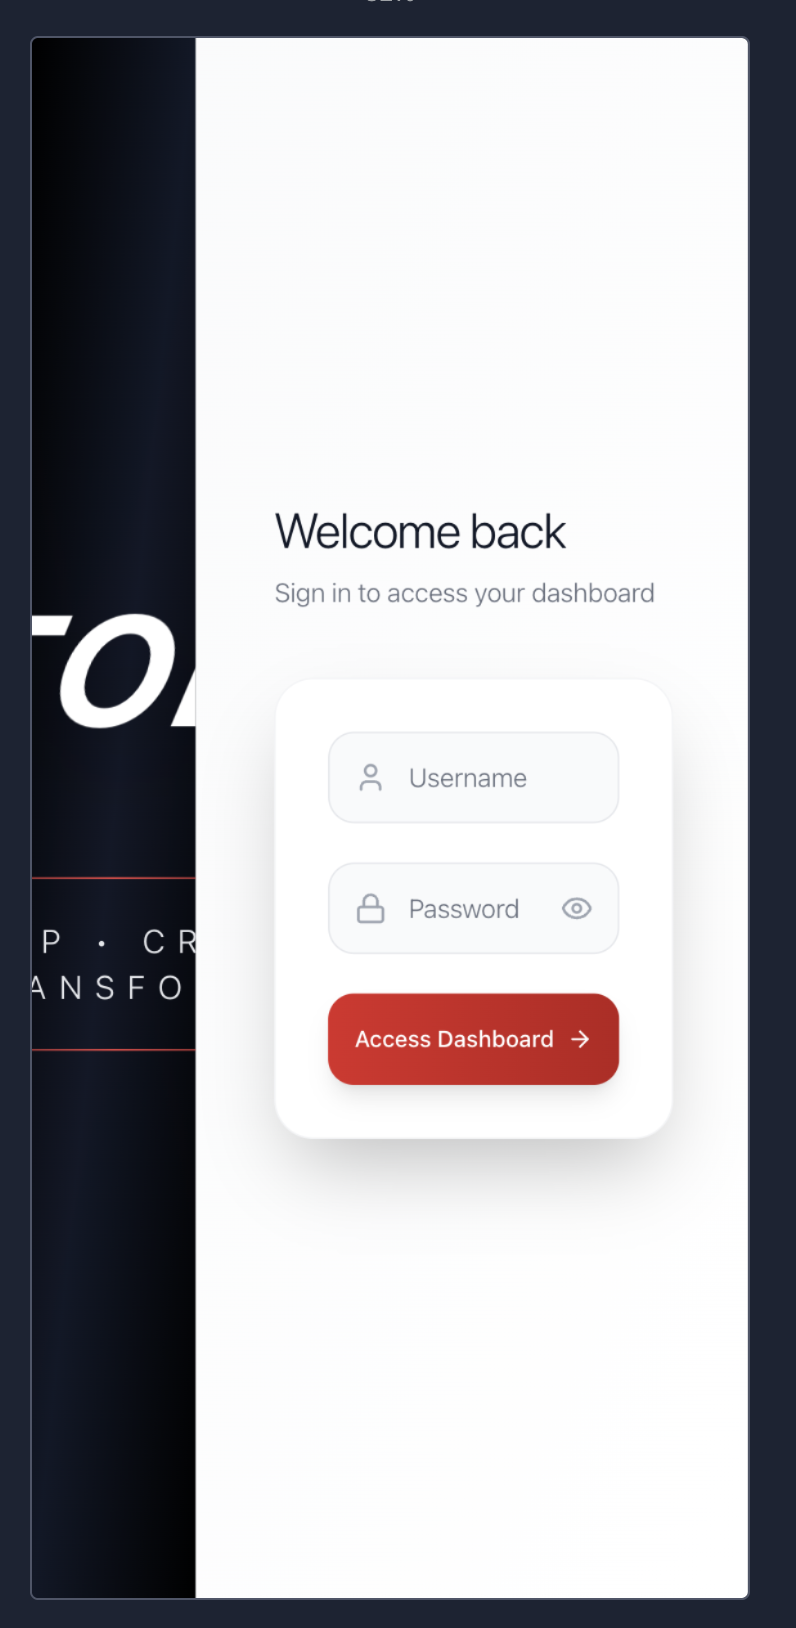 TO
P · CR
ANSFO
Welcome back
Sign in to access your dashboard
Username
Password
Access Dashboard →